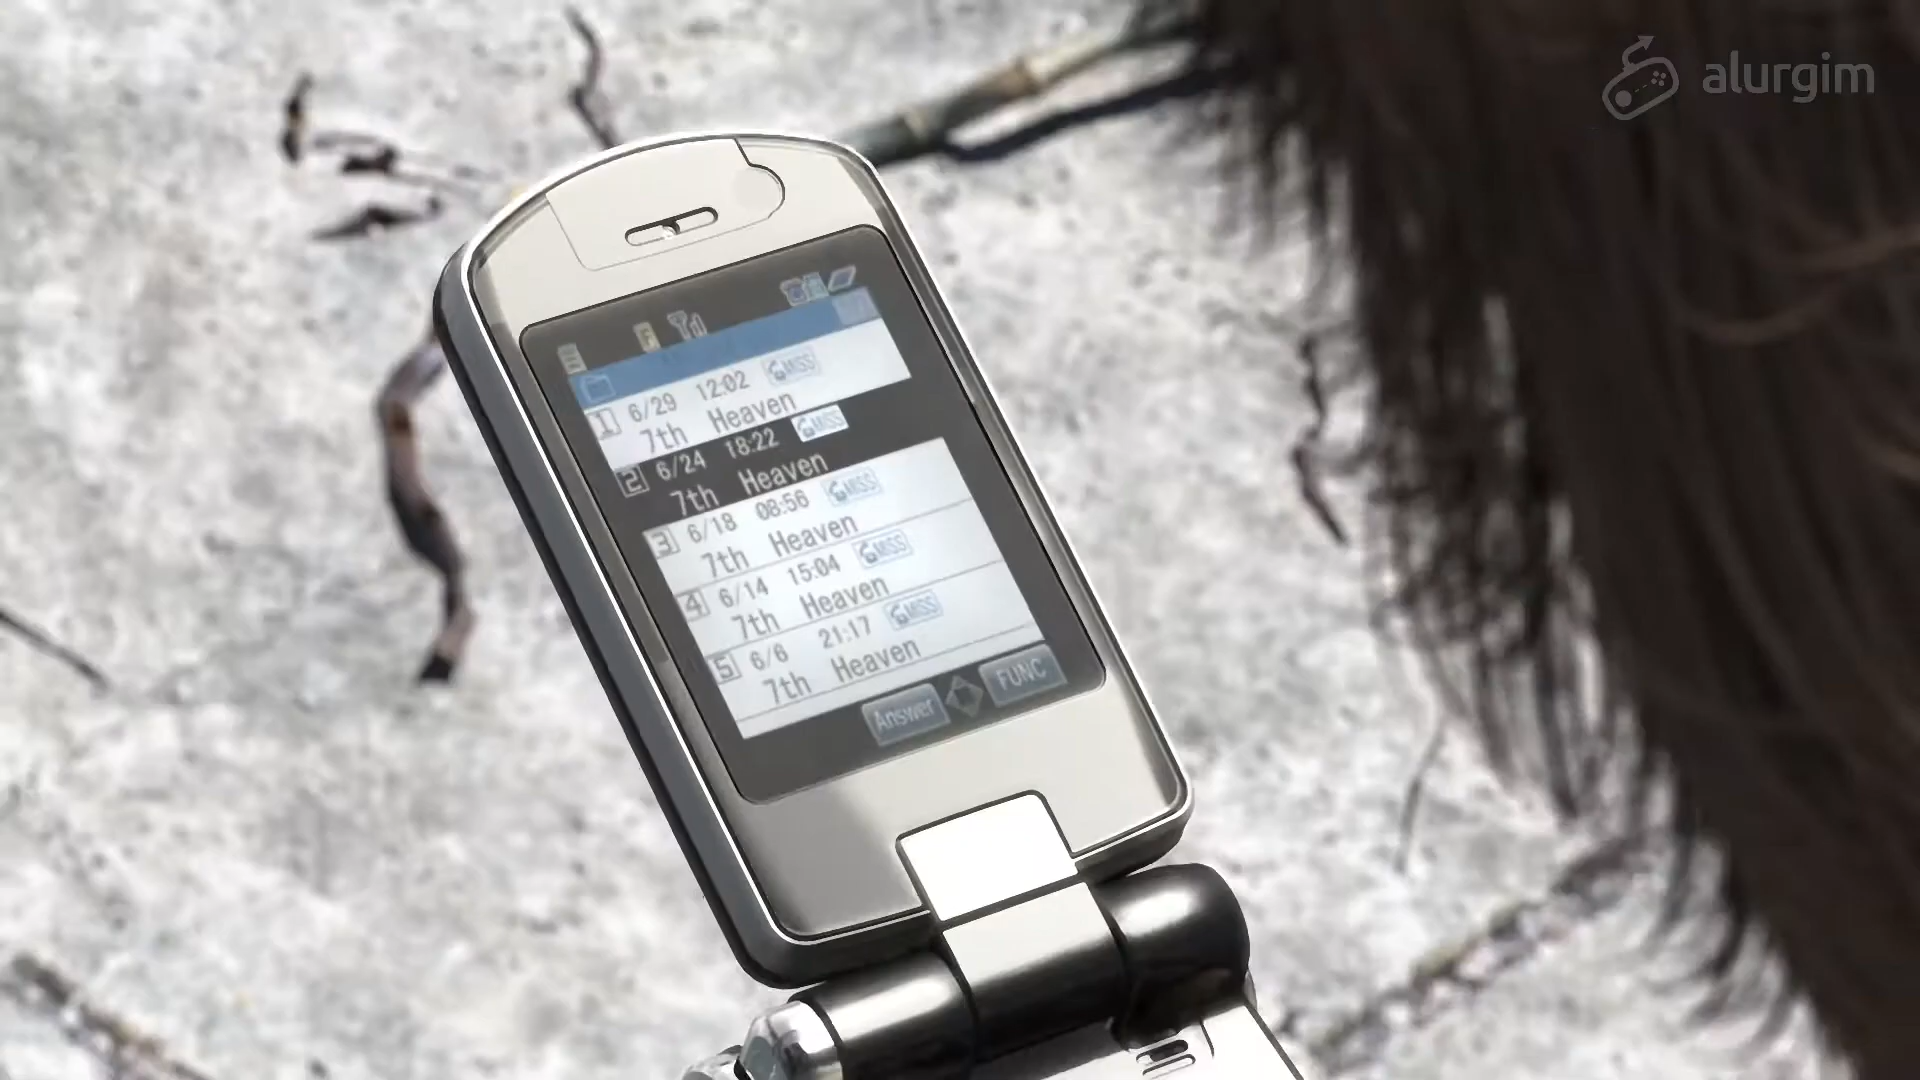 alurgim
1 6/29 12:02 MISS
7th Heaven
2 6/24 18:22 MISS
7th Heaven
3 6/18 08:56 MISS
7th Heaven
4 6/14 15:04 MISS
7th Heaven
5 6/6 21:17 MISS
7th Heaven
Answer FUNC